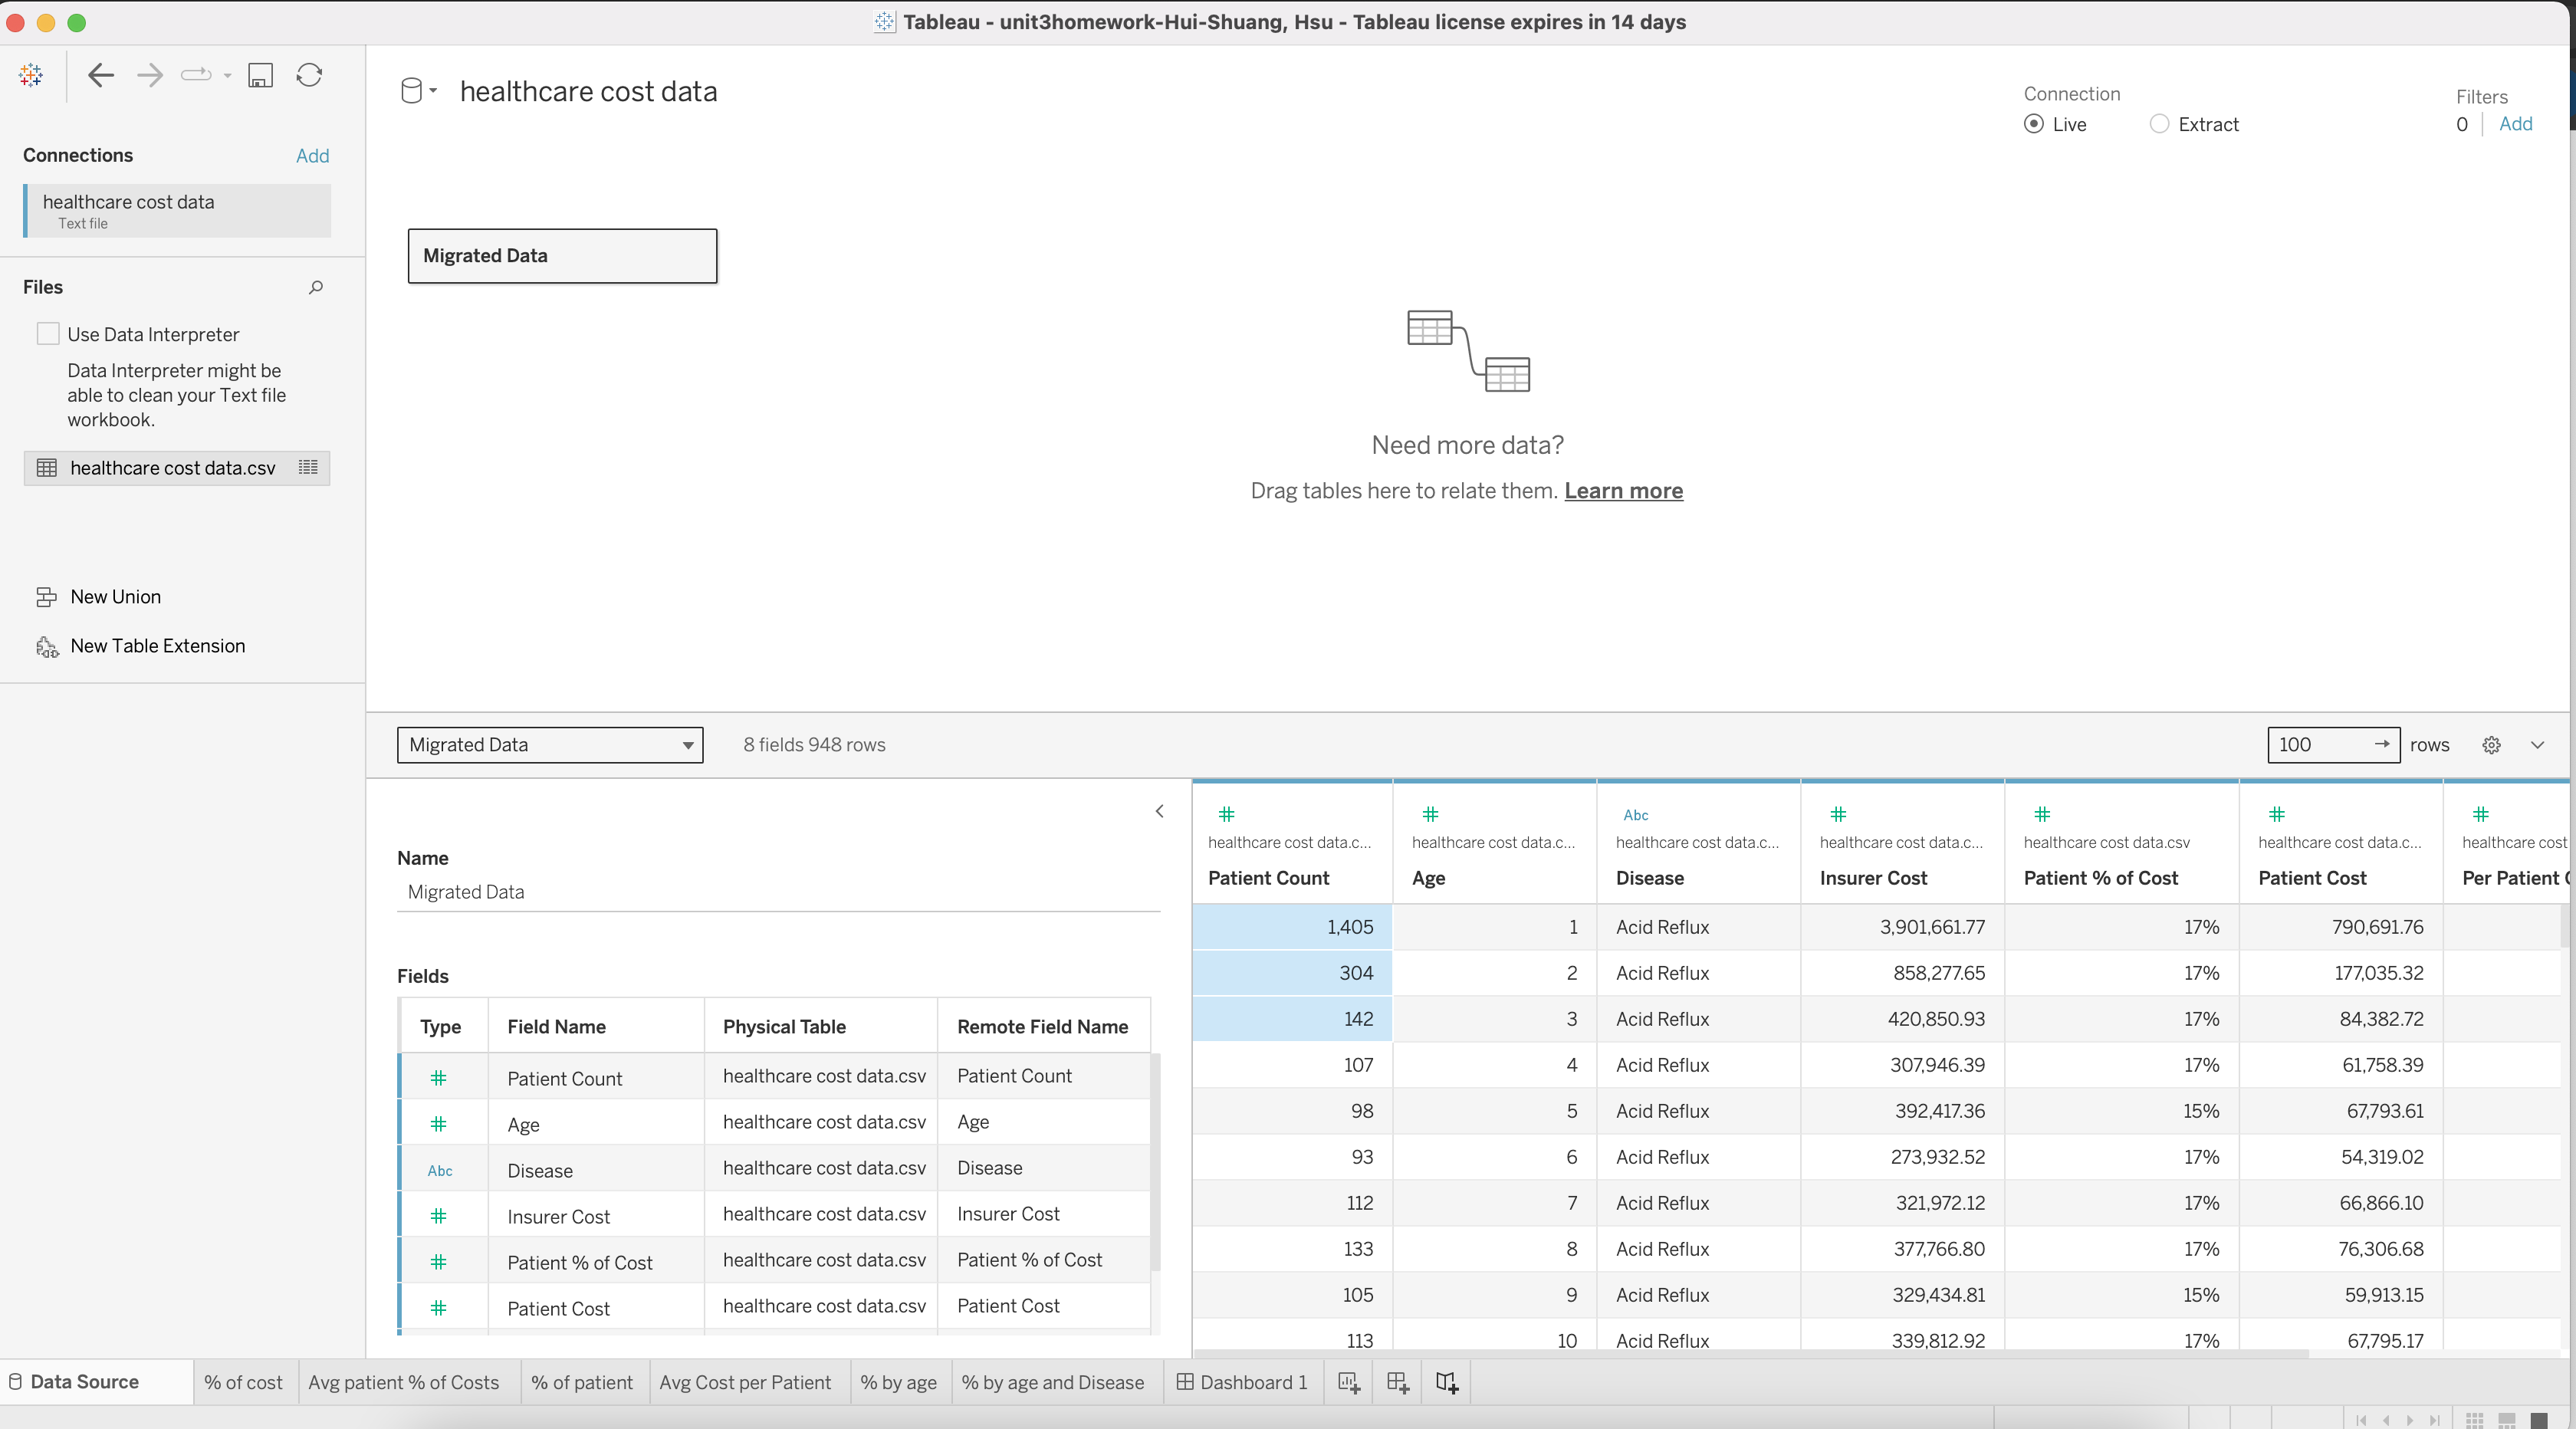 Tableau - unit3homework-Hui-Shuang, Hsu - Tableau license expires in 14 days
healthcare cost data
Connection
Live Extract
Filters
0 Add
Connections Add
healthcare cost data
Text file
Files
Use Data Interpreter
Data Interpreter might be
able to clean your Text file
workbook.
healthcare cost data.csv
New Union
New Table Extension
Migrated Data
Need more data?
Drag tables here to relate them. Learn more
Migrated Data 8 fields 948 rows 100 rows
Name
Migrated Data
Fields
Type Field Name Physical Table Remote Field Name
# Patient Count healthcare cost data.csv Patient Count
# Age healthcare cost data.csv Age
Abc Disease healthcare cost data.csv Disease
# Insurer Cost healthcare cost data.csv Insurer Cost
# Patient % of Cost healthcare cost data.csv Patient % of Cost
# Patient Cost healthcare cost data.csv Patient Cost
# # Abc # # # #
healthcare cost data.c... healthcare cost data.c... healthcare cost data.c... healthcare cost data.c... healthcare cost data.csv healthcare cost data.c... healthcare cost
Patient Count Age Disease Insurer Cost Patient % of Cost Patient Cost Per Patient
1,405 1 Acid Reflux 3,901,661.77 17% 790,691.76
304 2 Acid Reflux 858,277.65 17% 177,035.32
142 3 Acid Reflux 420,850.93 17% 84,382.72
107 4 Acid Reflux 307,946.39 17% 61,758.39
98 5 Acid Reflux 392,417.36 15% 67,793.61
93 6 Acid Reflux 273,932.52 17% 54,319.02
112 7 Acid Reflux 321,972.12 17% 66,866.10
133 8 Acid Reflux 377,766.80 17% 76,306.68
105 9 Acid Reflux 329,434.81 15% 59,913.15
113 10 Acid Reflux 339,812.92 17% 67,795.17
Data Source % of cost Avg patient % of Costs % of patient Avg Cost per Patient % by age % by age and Disease Dashboard 1